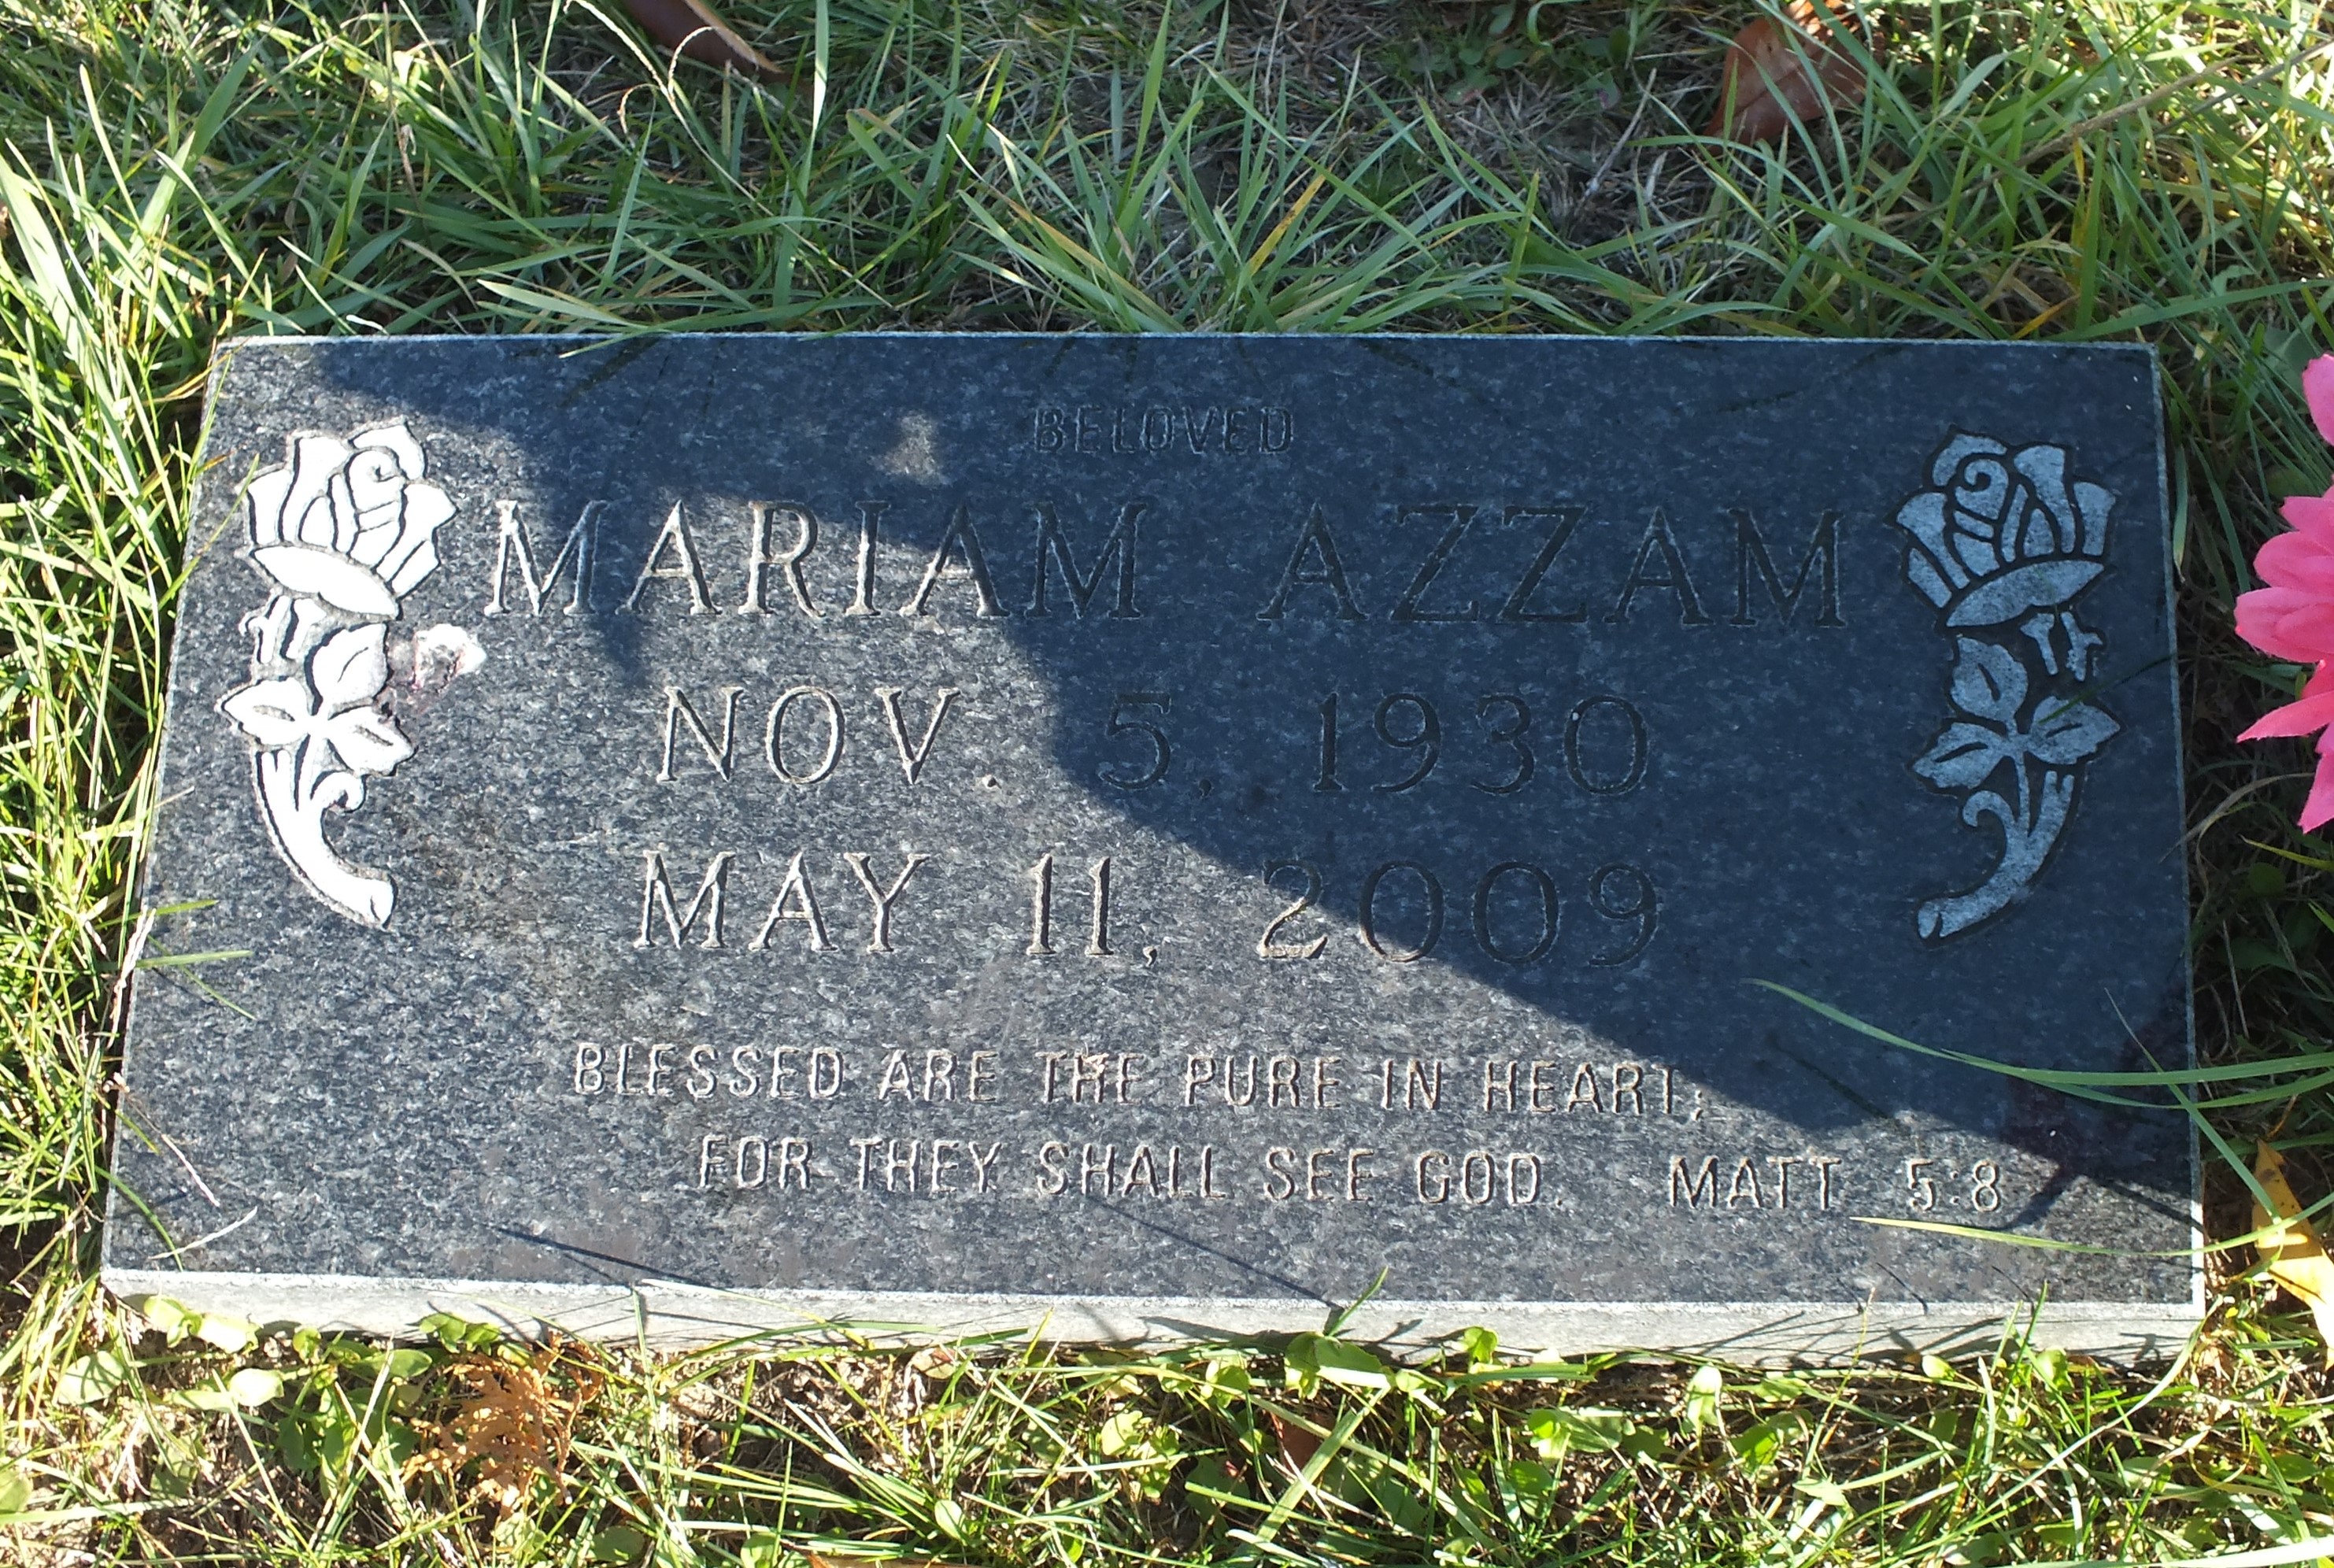 BELOVED
MARIAM AZZAM
NOV. 5, 1930
MAY 11, 2009
BLESSED ARE THE PURE IN HEART;
FOR THEY SHALL SEE GOD. MATT 5:8